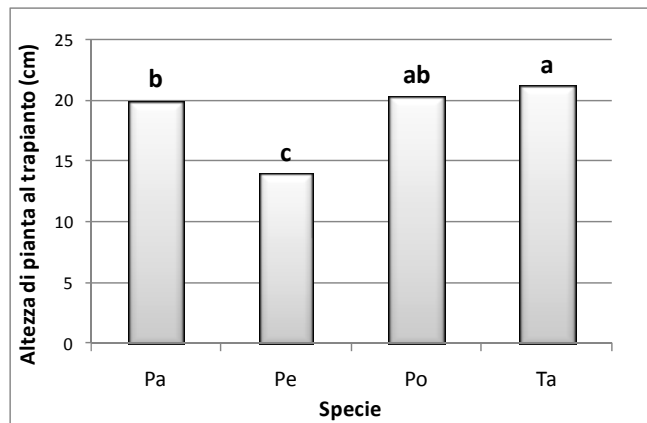 25
20
15
10
5
0
Altezza di pianta al trapianto (cm)
b
c
ab
a
Pa Pe Po Ta
Specie